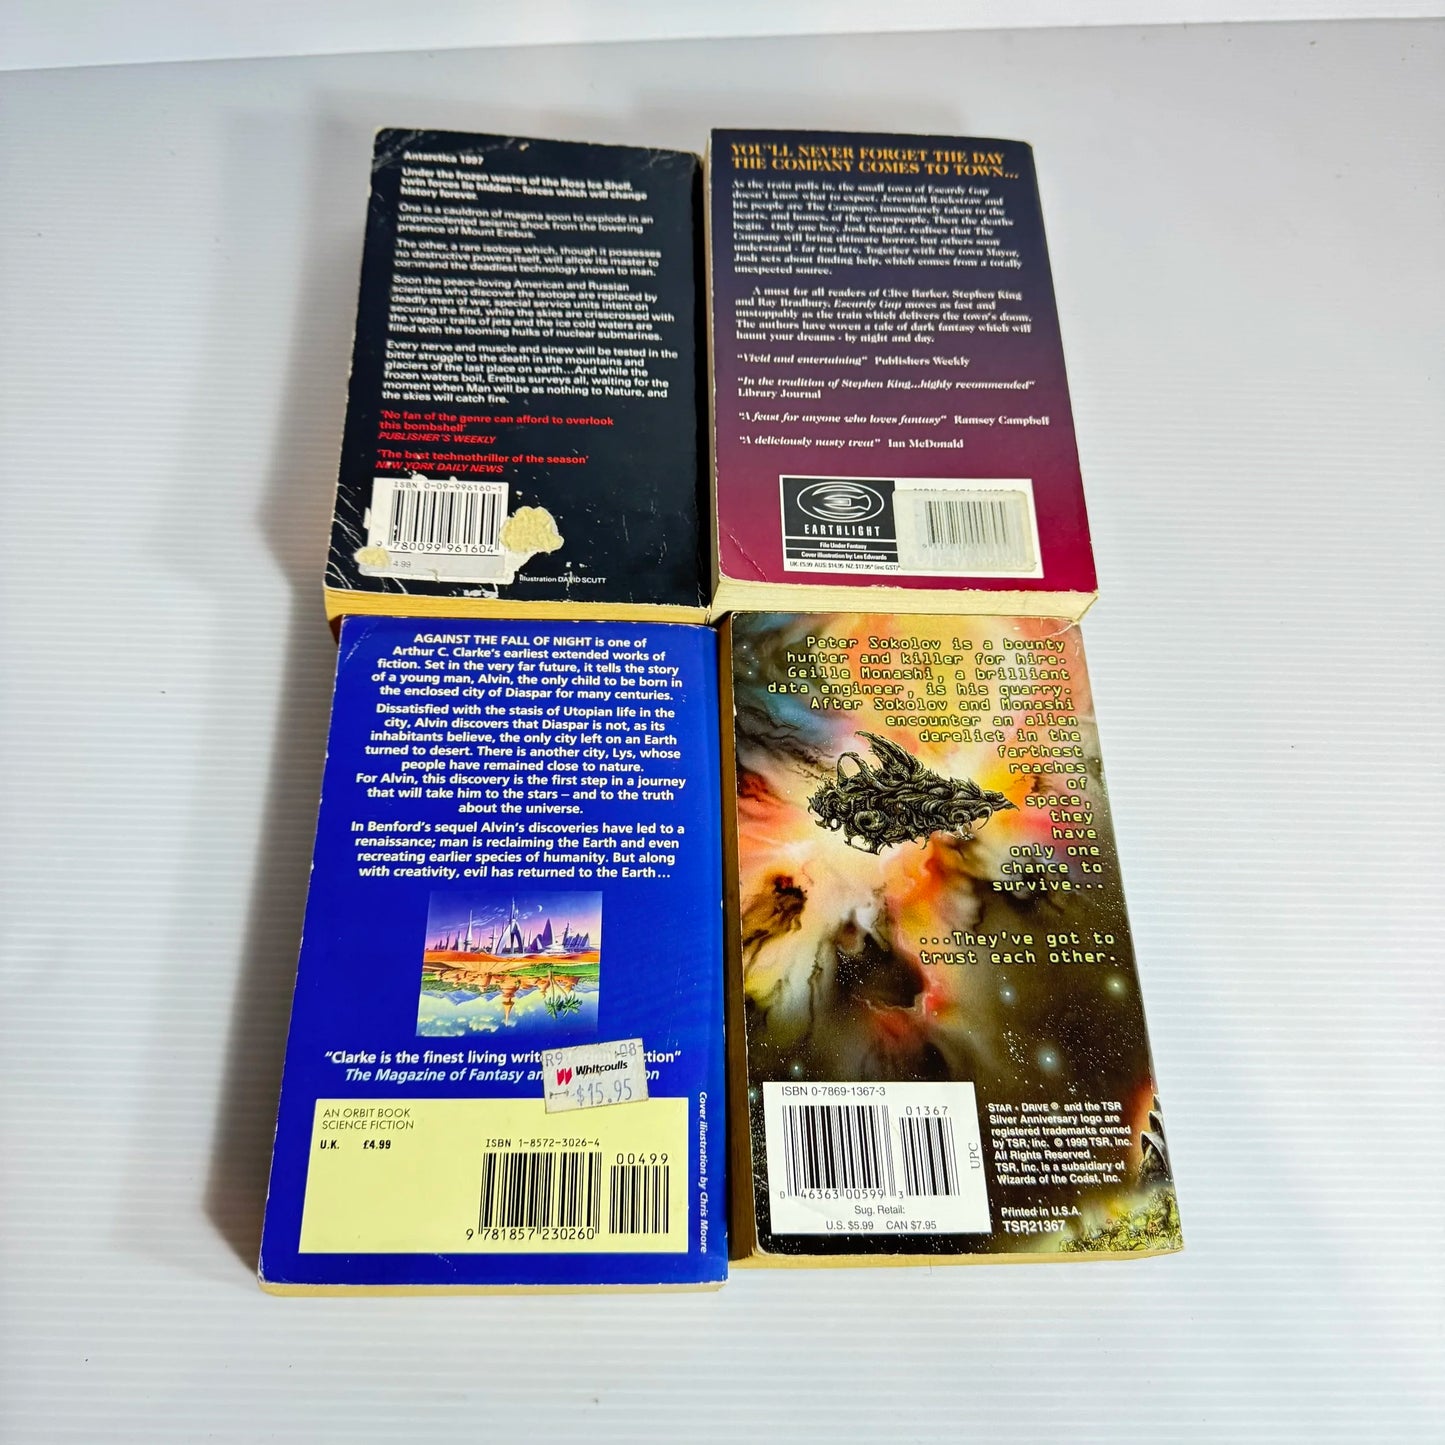 Antarctica 1997
Under the frozen wastes of the Ross Ice Shelf,
twin forces lie hidden – forces which will change
history forever.
One is a cauldron of magma soon to explode in an
unprecedented seismic shock from the lowering
presence of Mount Erebus.
The other, a rare isotope which, though it possesses
no destructive powers itself, will allow its master to
command the deadliest technology known to man.
Soon the peace-loving American and Russian
scientists who discover the isotope are replaced by
deadly men of war, special service units intent on
securing the find, while the skies are crisscrossed with
the vapour trails of jets and the ice cold waters are
filled with the looming hulks of nuclear submarines.
Every nerve and muscle and sinew will be tested in the
bitter struggle to the death in the mountains and
glaciers of the last place on earth...And while the
frozen waters boil, Erebus surveys all, waiting for the
moment when Man will be as nothing to Nature, and
the skies will catch fire.
'No fan of the genre can afford to overlook
this bombshell'
PUBLISHER'S WEEKLY
'The best technothriller of the season'
NEW YORK DAILY NEWS
ISBN 0-09-996160-1
9 780099 961604
4.99
illustration DAVID SCUTT
YOU'LL NEVER FORGET THE DAY
THE COMPANY COMES TO TOWN...
As the train pulls in, the small town of Escardy Gap
doesn't know what to expect. Jeremiah Rackstraw and
his people are The Company, immediately taken to the
hearts, and homes, of the townspeople. Then the deaths
begin. Only one boy, Josh Knight, realises that The
Company will bring ultimate horror, but others soon
understand - far too late. Together with the town Mayor,
Josh sets about finding help, which comes from a totally
unexpected source.
A must for all readers of Clive Barker, Stephen King
and Ray Bradbury, Escardy Gap moves as fast and
unstoppably as the train which delivers the town's doom.
The authors have woven a tale of dark fantasy which will
haunt your dreams - by night and day.
"Vivid and entertaining" Publishers Weekly
"In the tradition of Stephen King...highly recommended"
Library Journal
"A feast for anyone who loves fantasy" Ramsey Campbell
"A deliciously nasty treat" Ian McDonald
EARTHLIGHT
File Under Fantasy
Cover illustration by: Les Edwards
UK £5.99 AUS: $14.95 NZ $17.95* (inc GST)*
AGAINST THE FALL OF NIGHT is one of
Arthur C. Clarke's earliest extended works of
fiction. Set in the very far future, it tells the story
of a young man, Alvin, the only child to be born in
the enclosed city of Diaspar for many centuries.
Dissatisfied with the stasis of Utopian life in the
city, Alvin discovers that Diaspar is not, as its
inhabitants believe, the only city left on an Earth
turned to desert. There is another city, Lys, whose
people have remained close to nature.
For Alvin, this discovery is the first step in a journey
that will take him to the stars – and to the truth
about the universe.
In Benford's sequel Alvin's discoveries have led to a
renaissance; man is reclaiming the Earth and even
recreating earlier species of humanity. But along
with creativity, evil has returned to the Earth...
"Clarke is the finest living writ ction"
The Magazine of Fantasy an on
R9 08-
Whitcoulls
$15.95
Cover illustration by Chris Moore
AN ORBIT BOOK
SCIENCE FICTION
U.K. £4.99
ISBN 1-8572-3026-4
00499
9 781857 230260
Peter Sokolov is a bounty
hunter and killer for hire.
Geille Monashi, a brilliant
data engineer, is his quarry.
After Sokolov and Monashi
encounter an alien
derelict in the
farthest
reaches
of
space,
they
have
only one
chance to
survive...
...They've got to
trust each other.
ISBN 0-7869-1367-3
01367
UPC
0 46363 00599 3
Sug. Retail:
U.S. $5.99 CAN $7.95
STAR★DRIVE ® and the TSR
Silver Anniversary logo are
registered trademarks owned
by TSR, Inc. © 1999 TSR, Inc.
All Rights Reserved
TSR, Inc. is a subsidiary of
Wizards of the Coast, Inc.
Printed in U.S.A.
TSR21367